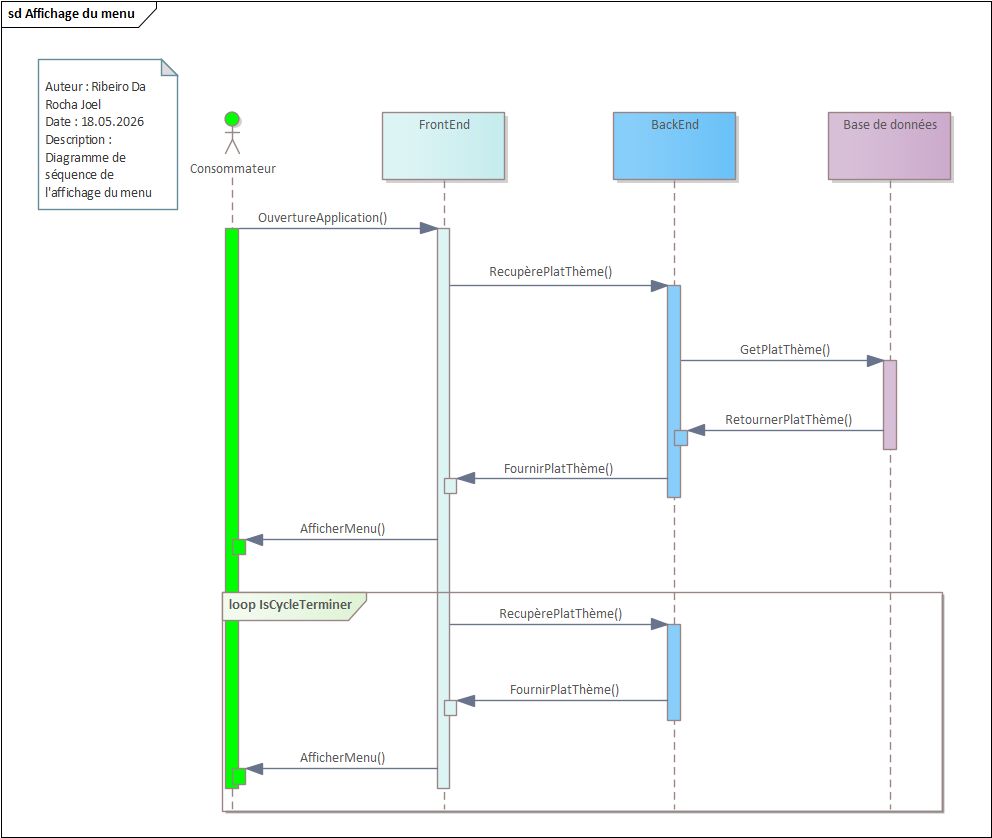 sd Affichage du menu
Auteur : Ribeiro Da
Rocha Joel
Date : 18.05.2026
Description :
Diagramme de
séquence de
l'affichage du menu
Consommateur
FrontEnd
BackEnd
Base de données
OuvertureApplication()
RecupèrePlatThème()
GetPlatThème()
RetournerPlatThème()
FournirPlatThème()
AfficherMenu()
loop IsCycleTerminer
RecupèrePlatThème()
FournirPlatThème()
AfficherMenu()